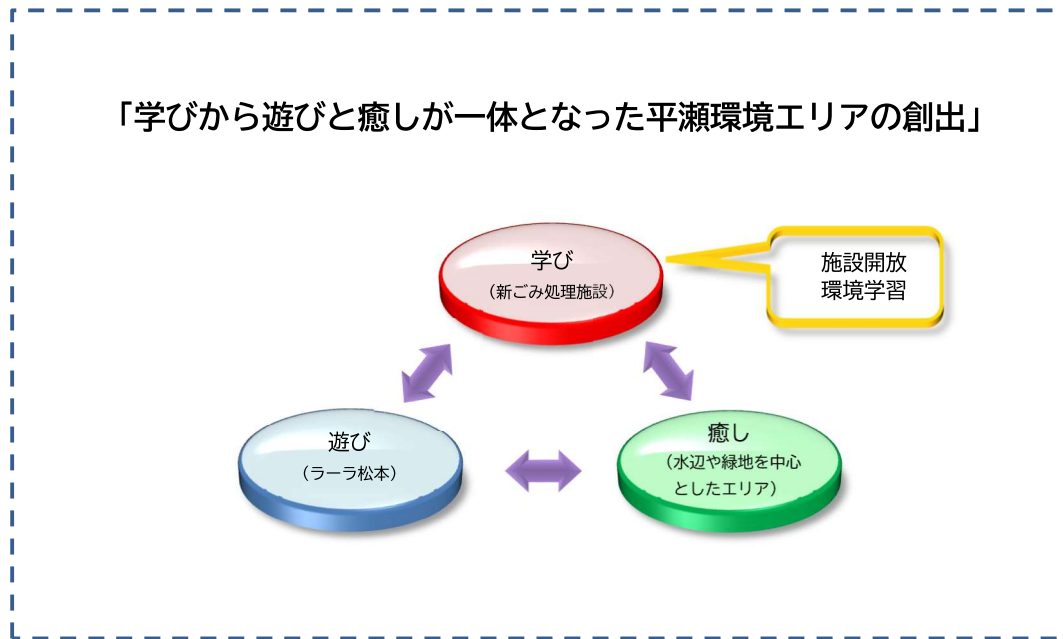 「学びから遊びと癒しが一体となった平瀬環境エリアの創出」
学び
（新ごみ処理施設）
施設開放
環境学習
遊び
（ラーラ松本）
癒し
（水辺や緑地を中心
としたエリア）